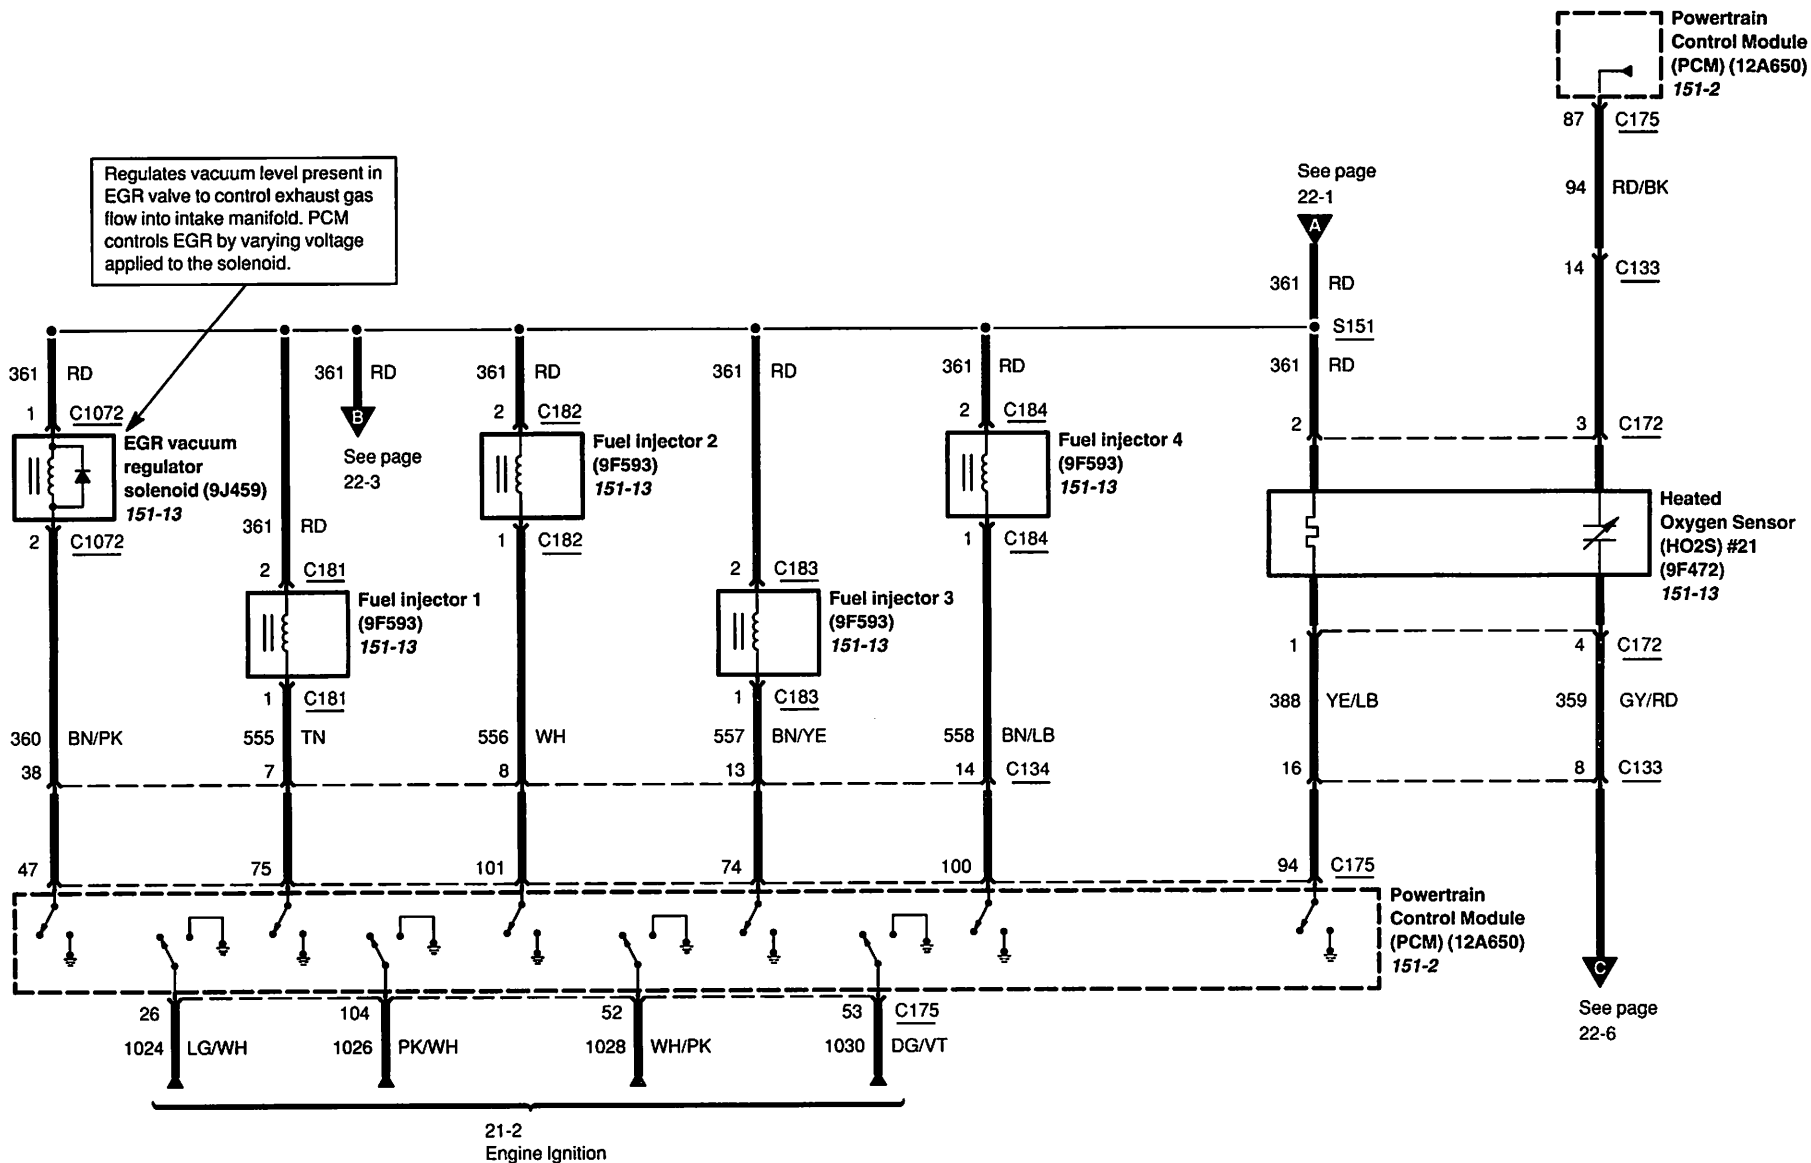 Powertrain
Control Module
(PCM) (12A650)
151-2
87 C175
94 RD/BK
14 C133
Regulates vacuum level present in
EGR valve to control exhaust gas
flow into intake manifold. PCM
controls EGR by varying voltage
applied to the solenoid.
See page
22-1
A
361 RD
S151
361 RD
361 RD
361 RD
361 RD
361 RD
361 RD
1 C1072
B
See page
22-3
2 C182
2 C184
2
3 C172
EGR vacuum
regulator
solenoid (9J459)
151-13
Fuel injector 2
(9F593)
151-13
Fuel injector 4
(9F593)
151-13
Heated
Oxygen Sensor
(HO2S) #21
(9F472)
151-13
2 C1072
361 RD
1 C182
1 C184
2 C181
2 C183
Fuel injector 1
(9F593)
151-13
Fuel injector 3
(9F593)
151-13
1
4 C172
1 C181
1 C183
388 YE/LB
359 GY/RD
360 BN/PK
555 TN
556 WH
557 BN/YE
558 BN/LB
38
7
8
13
14 C134
16
8 C133
47
75
101
74
100
94 C175
Powertrain
Control Module
(PCM) (12A650)
151-2
C
See page
22-6
26
104
52
53 C175
1024 LG/WH
1026 PK/WH
1028 WH/PK
1030 DG/VT
21-2
Engine Ignition